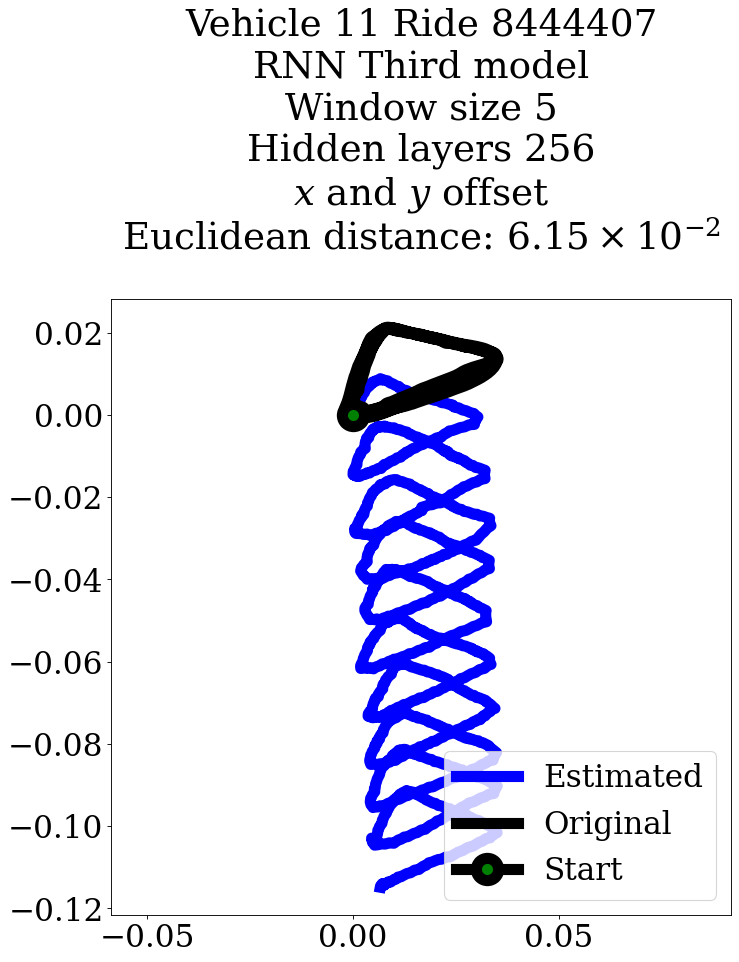 Vehicle 11 Ride 8444407
RNN Third model
Window size 5
Hidden layers 256
x and y offset
Euclidean distance: 6.15 × 10⁻²
0.02
0.00
−0.02
−0.04
−0.06
−0.08
−0.10
−0.12
−0.05 0.00 0.05
Estimated
Original
Start